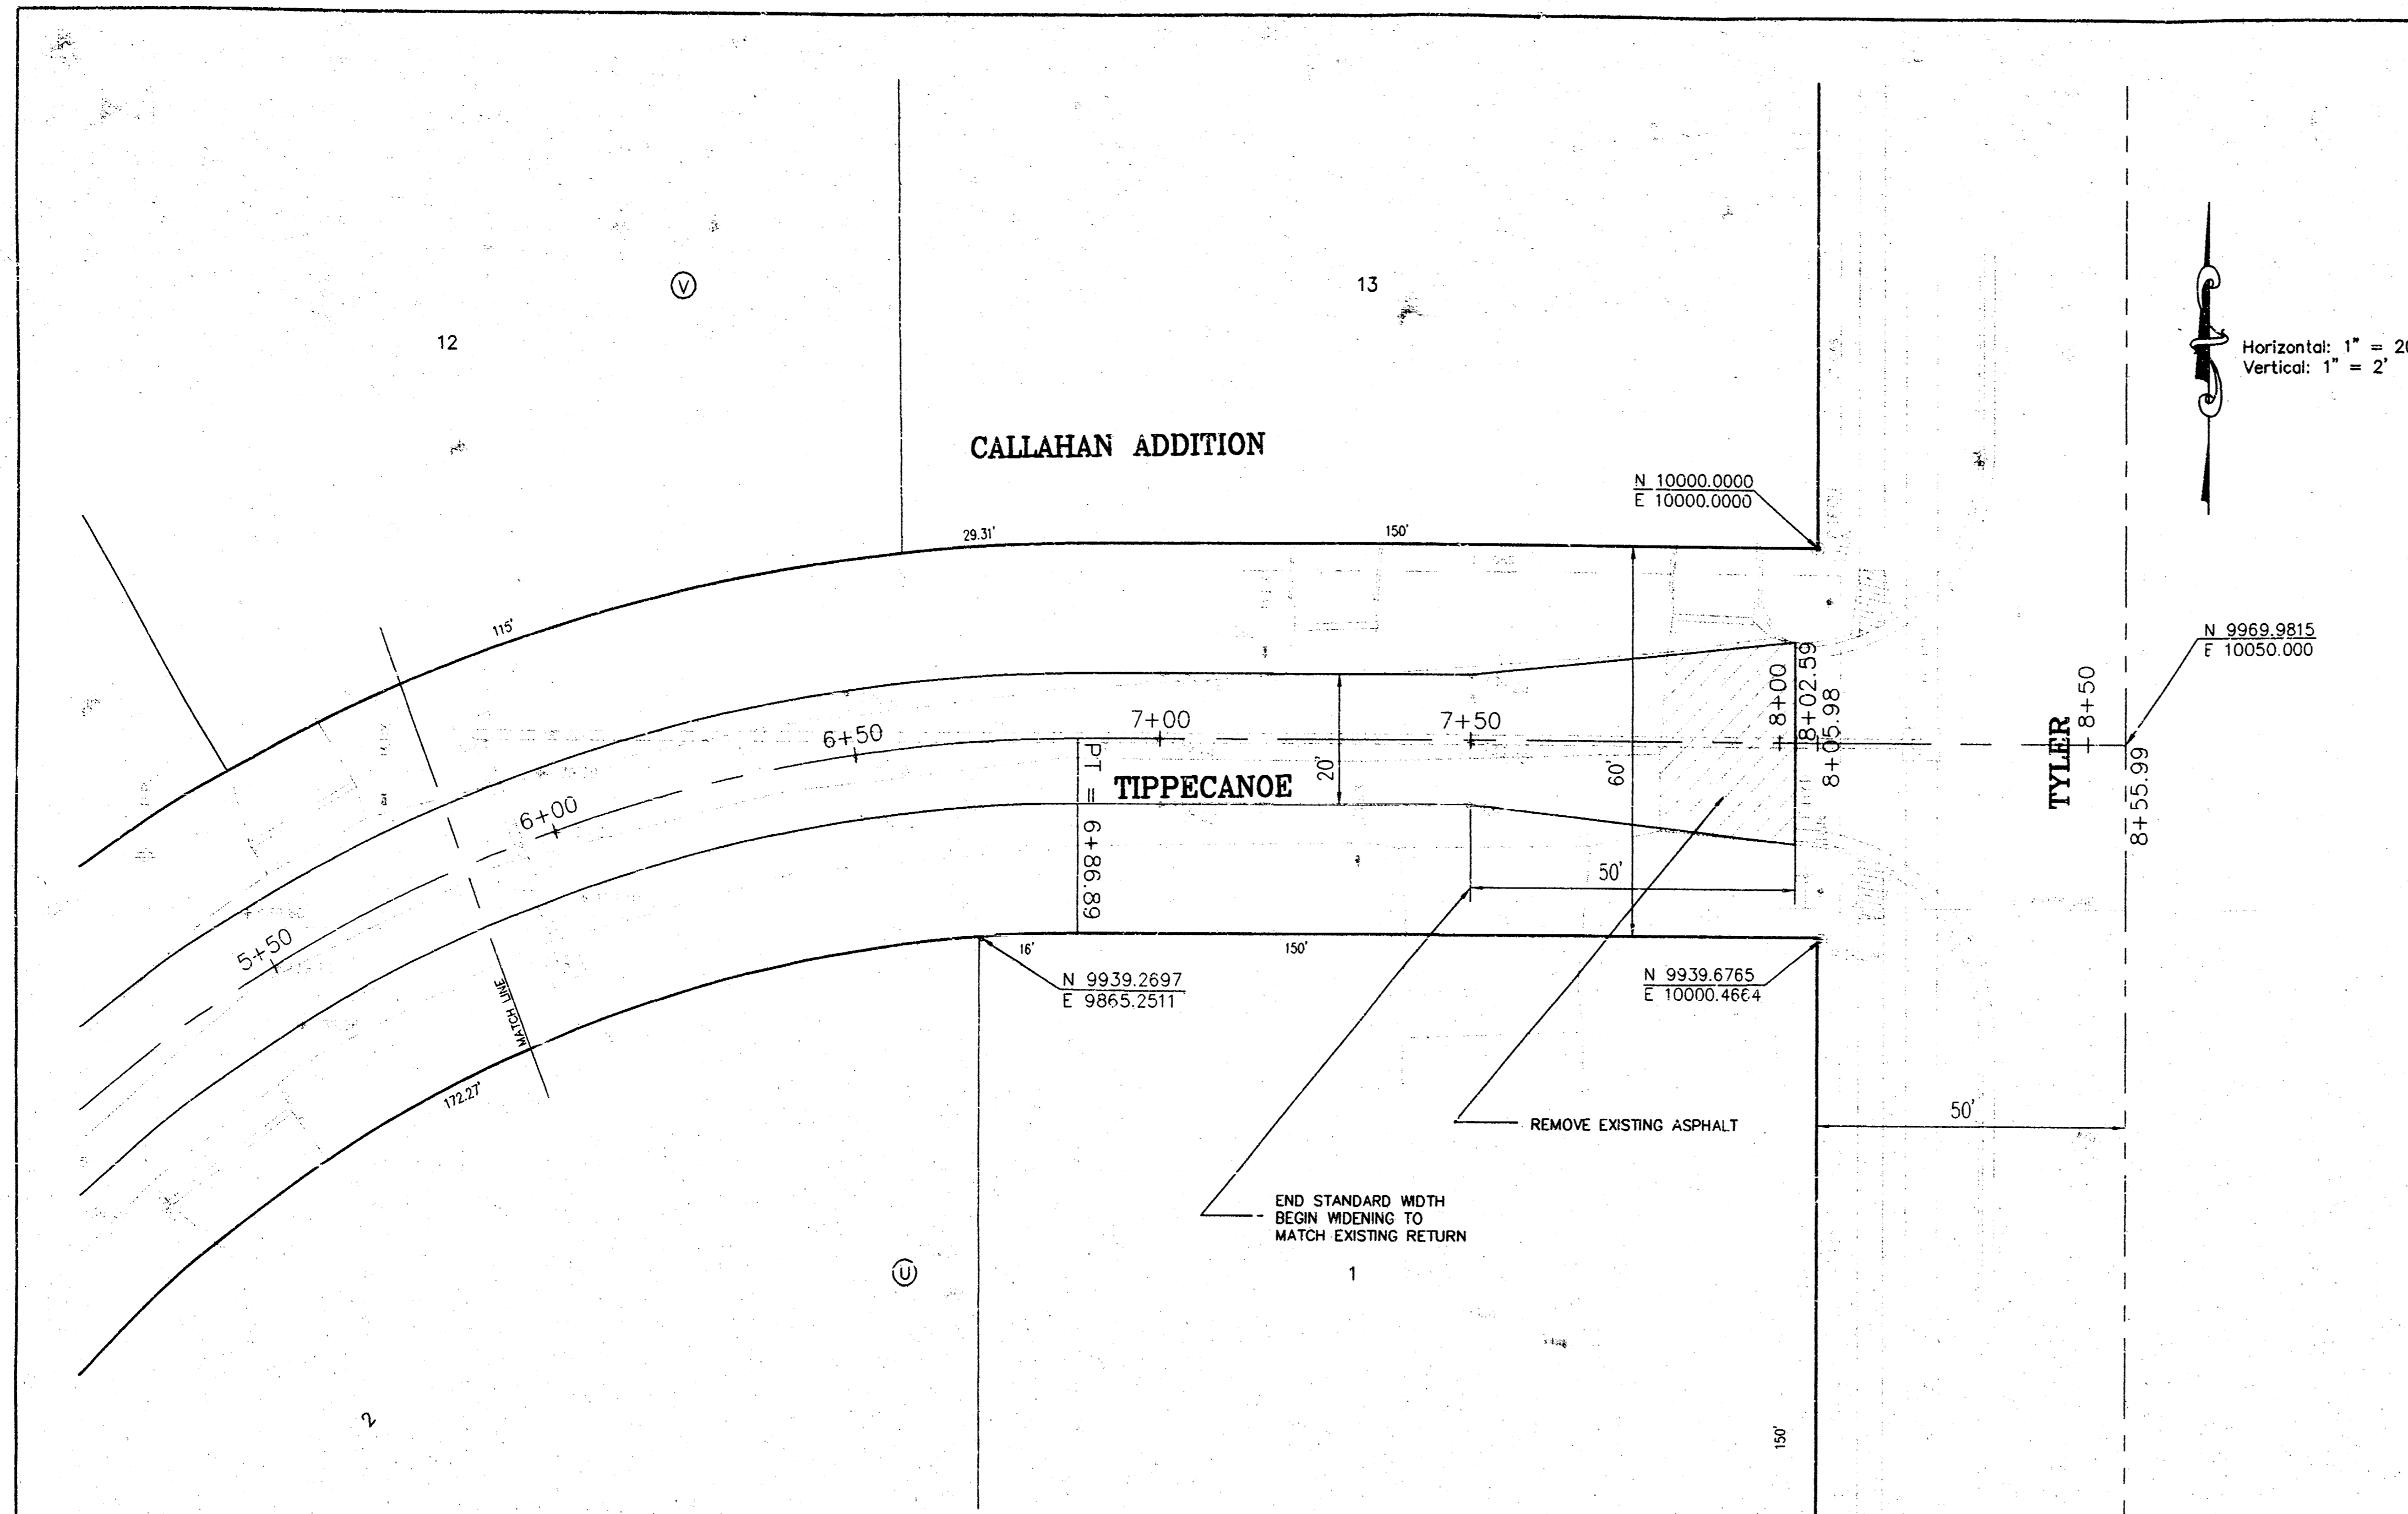 V
13
12
Horizontal: 1" = 20
Vertical: 1" = 2'
CALLAHAN ADDITION
N 10000.0000
E 10000.0000
29.31'
150'
115'
N 9969.9815
E 10050.000
8+00
8+02.59
8+05.98
8+50
TYLER
8+55.99
7+00
7+50
6+50
6+00
5+50
PT = 6+86.89
TIPPECANOE
20'
60'
50'
16'
150'
N 9939.2697
E 9865.2511
N 9939.6765
E 10000.4664
MATCH LINE
172.27'
50'
REMOVE EXISTING ASPHALT
END STANDARD WIDTH
BEGIN WIDENING TO
MATCH EXISTING RETURN
U
1
2
150'